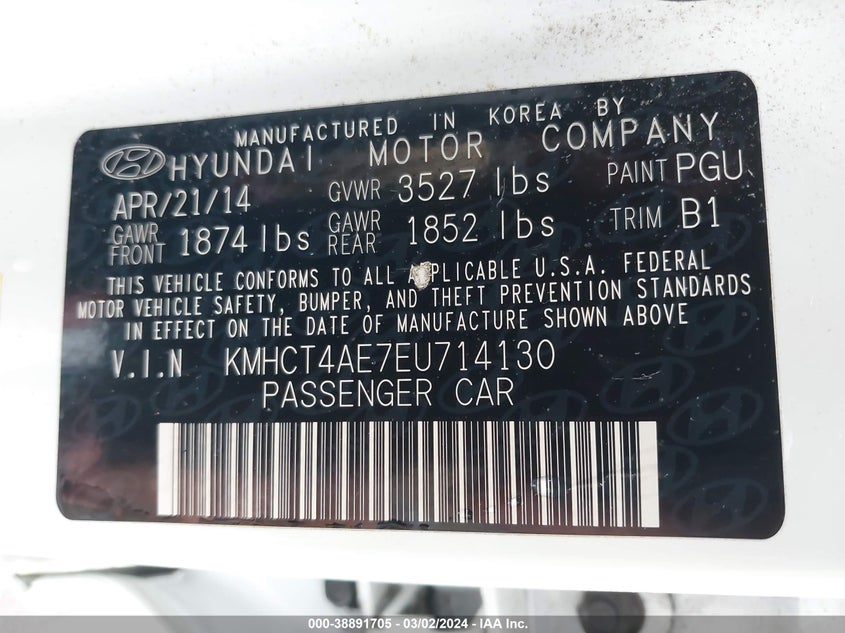 MANUFACTURED IN KOREA BY
HYUNDAI MOTOR COMPANY
APR/21/14 GVWR 3527 lbs PAINT PGU
GAWR FRONT 1874 lbs GAWR REAR 1852 lbs TRIM B1
THIS VEHICLE CONFORMS TO ALL A PLICABLE U.S.A. FEDERAL
MOTOR VEHICLE SAFETY, BUMPER, AND THEFT PREVENTION STANDARDS
IN EFFECT ON THE DATE OF MANUFACTURE SHOWN ABOVE
V.I.N KMHCT4AE7EU714130
PASSENGER CAR
000-38891705 - 03/02/2024 - IAA Inc.